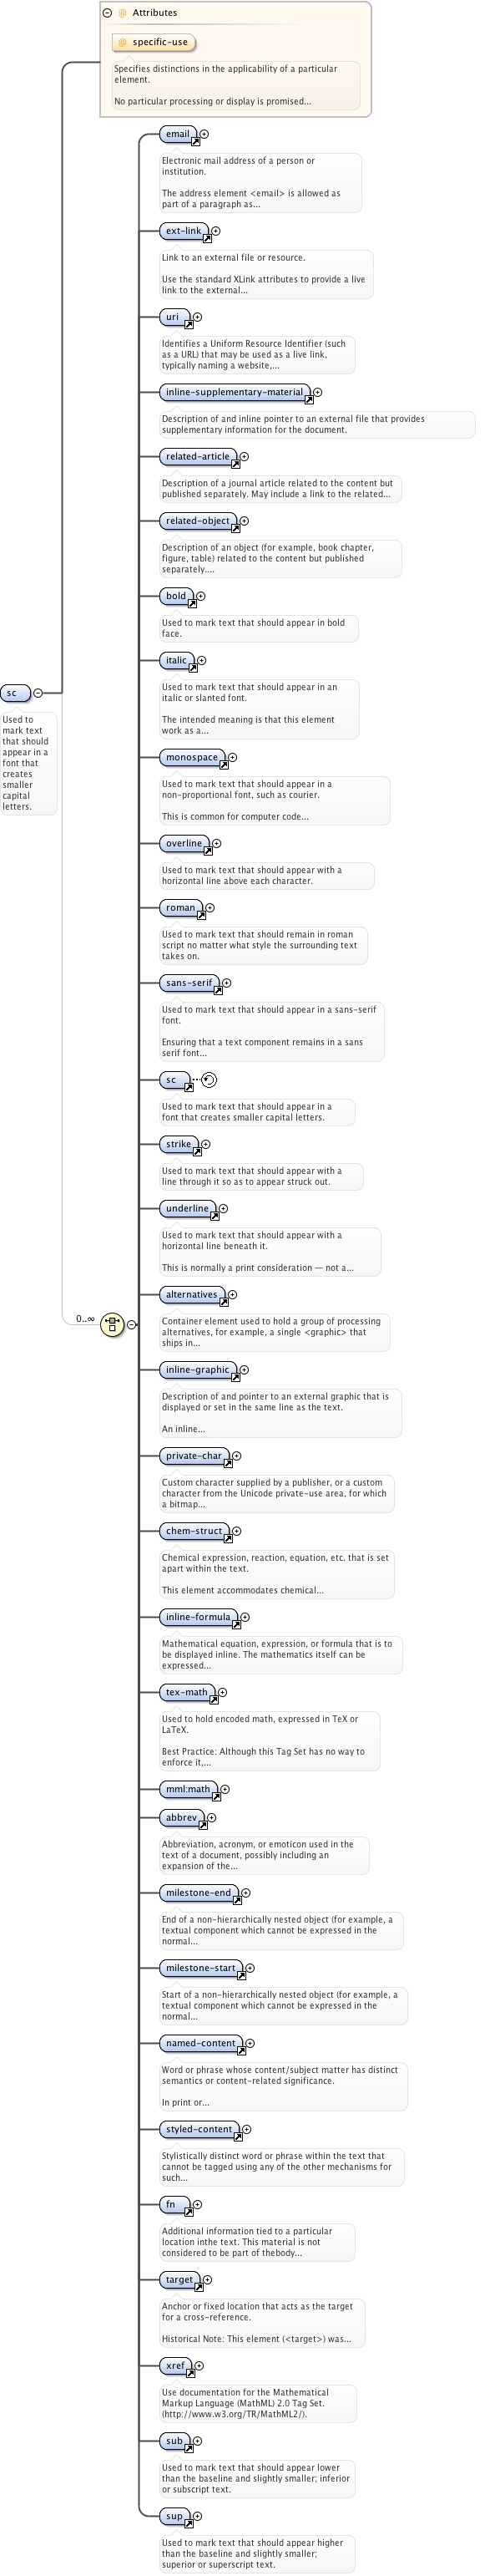 Attributes
@ specific-use
Specifies distinctions in the applicability of a particular
element.
No particular processing or display is promised...
email
Electronic mail address of a person or
institution.
The address element <email> is allowed as
part of a paragraph as...
ext-link
Link to an external file or resource.
Use the standard XLink attributes to provide a live
link to the external...
uri
Identifies a Uniform Resource Identifier (such
as a URL) that may be used as a live link,
typically naming a website,...
inline-supplementary-material
Description of and inline pointer to an external file that provides
supplementary information for the document.
related-article
Description of a journal article related to the content but
published separately. May include a link to the related...
related-object
Description of an object (for example, book chapter,
figure, table) related to the content but published
separately....
bold
Used to mark text that should appear in bold
face.
italic
Used to mark text that should appear in an
italic or slanted font.
The intended meaning is that this element
work as a...
sc
Used to
mark text
that should
appear in a
font that
creates
smaller
capital
letters.
monospace
Used to mark text that should appear in a
non-proportional font, such as courier.
This is common for computer code...
overline
Used to mark text that should appear with a
horizontal line above each character.
roman
Used to mark text that should remain in roman
script no matter what style the surrounding text
takes on.
sans-serif
Used to mark text that should appear in a sans-serif
font.
Ensuring that a text component remains in a sans
serif font...
sc
Used to mark text that should appear in a
font that creates smaller capital letters.
strike
Used to mark text that should appear with a
line through it so as to appear struck out.
underline
Used to mark text that should appear with a
horizontal line beneath it.
This is normally a print consideration — not a...
0..∞
alternatives
Container element used to hold a group of processing
alternatives, for example, a single <graphic> that
ships in...
inline-graphic
Description of and pointer to an external graphic that is
displayed or set in the same line as the text.
An inline...
private-char
Custom character supplied by a publisher, or a custom
character from the Unicode private-use area, for which
a bitmap...
chem-struct
Chemical expression, reaction, equation, etc. that is set
apart within the text.
This element accommodates chemical...
inline-formula
Mathematical equation, expression, or formula that is to
be displayed inline. The mathematics itself can be
expressed...
tex-math
Used to hold encoded math, expressed in TeX or
LaTeX.
Best Practice: Although this Tag Set has no way to
enforce it,...
mml:math
abbrev
Abbreviation, acronym, or emoticon used in the
text of a document, possibly including an
expansion of the...
milestone-end
End of a non-hierarchically nested object (for example, a
textual component which cannot be expressed in the
normal...
milestone-start
Start of a non-hierarchically nested object (for example, a
textual component which cannot be expressed in the
normal...
named-content
Word or phrase whose content/subject matter has distinct
semantics or content-related significance.
In print or...
styled-content
Stylistically distinct word or phrase within the text that
cannot be tagged using any of the other mechanisms for
such...
fn
Additional information tied to a particular
location inthe text. This material is not
considered to be part of thebody...
target
Anchor or fixed location that acts as the target
for a cross-reference.
Historical Note: This element (<target>) was...
xref
Use documentation for the Mathematical
Markup Language (MathML) 2.0 Tag Set.
(http://www.w3.org/TR/MathML2/).
sub
Used to mark text that should appear lower
than the baseline and slightly smaller; inferior
or subscript text.
sup
Used to mark text that should appear higher
than the baseline and slightly smaller;
superior or superscript text.